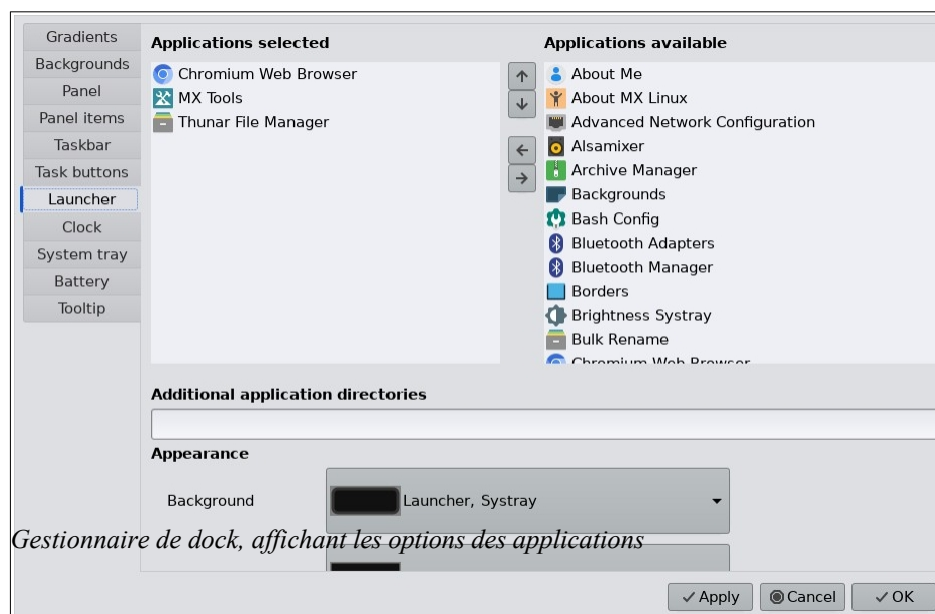 Gradients
Backgrounds
Panel
Panel items
Taskbar
Task buttons
Launcher
Clock
System tray
Battery
Tooltip
Applications selected
Chromium Web Browser
MX Tools
Thunar File Manager
Applications available
About Me
About MX Linux
Advanced Network Configuration
Alsamixer
Archive Manager
Backgrounds
Bash Config
Bluetooth Adapters
Bluetooth Manager
Borders
Brightness Systray
Bulk Rename
Chromium Web Browser
Additional application directories
Appearance
Background
Launcher, Systray
Gestionnaire de dock, affichant les options des applications
Apply
Cancel
OK